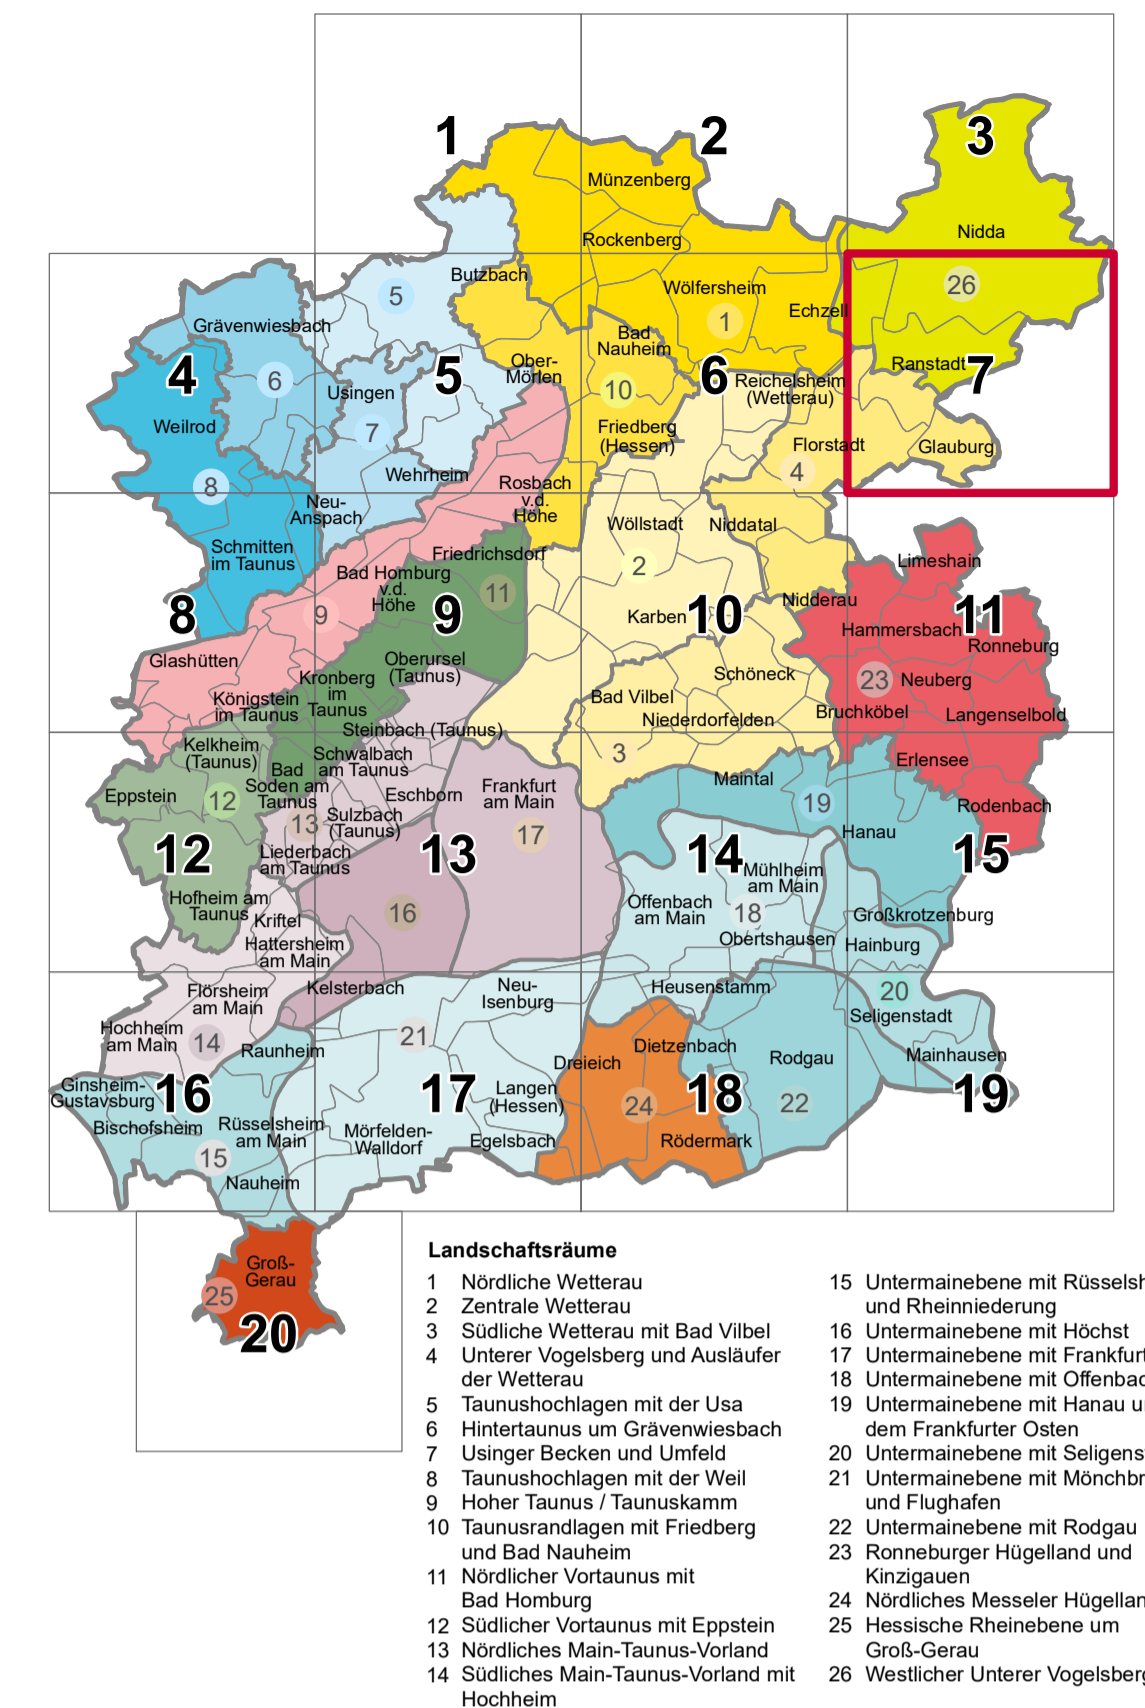 1
2
3
Münzenberg
Nidda
Rockenberg
Butzbach
5
Wölfersheim
26
Echzell
1
Grävenwiesbach
Bad
Nauheim
Ober-
Mörlen
4
6
Usingen
5
10
6
Reichelsheim
(Wetterau)
Ranstadt
7
Weilrod
7
Friedberg
(Hessen)
Florstadt
Glauburg
4
8
Wehrheim
Rosbach
v.d.
Höhe
Neu-
Anspach
Wöllstadt
Niddatal
Schmitten
im Taunus
Friedrichsdorf
2
Limeshain
Bad Homburg
v.d.
Höhe
11
8
9
9
Karben
10
Nidderau
11
Hammersbach
Ronneburg
Glashütten
Oberursel
(Taunus)
Schöneck
23
Neuberg
Kronberg
im
Taunus
Königstein
im Taunus
Bad Vilbel
Niederdorfelden
Bruchköbel
Langenselbold
Steinbach (Taunus)
Kelkheim
(Taunus)
Schwalbach
am Taunus
3
Erlensee
Bad
Soden am
Taunus
Maintal
Eppstein
12
Eschborn
Frankfurt
am Main
19
Rodenbach
13
Sulzbach
(Taunus)
17
Hanau
12
Liederbach
am Taunus
13
14
15
Mühlheim
am Main
Hofheim am
Taunus
Kriftel
16
Offenbach
am Main
18
Großkrotzenburg
Hattersheim
am Main
Obertshausen
Hainburg
Flörsheim
am Main
Kelsterbach
Neu-
Isenburg
Heusenstamm
20
Seligenstadt
Hochheim
am Main
14
Raunheim
21
Dreieich
Dietzenbach
Rodgau
Mainhausen
Ginsheim-
Gustavsburg
16
17
Langen
(Hessen)
24
18
22
19
Bischofsheim
Rüsselsheim
am Main
Mörfelden-
Walldorf
Egelsbach
Rödermark
15
Nauheim
Groß-
Gerau
25
20
Landschaftsräume
1 Nördliche Wetterau
2 Zentrale Wetterau
3 Südliche Wetterau mit Bad Vilbel
4 Unterer Vogelsberg und Ausläufer
der Wetterau
5 Taunushochlagen mit der Usa
6 Hintertaunus um Grävenwiesbach
7 Usinger Becken und Umfeld
8 Taunushochlagen mit der Weil
9 Hoher Taunus / Taunuskamm
10 Taunusrandlagen mit Friedberg
und Bad Nauheim
11 Nördlicher Vortaunus mit
Bad Homburg
12 Südlicher Vortaunus mit Eppstein
13 Nördliches Main-Taunus-Vorland
14 Südliches Main-Taunus-Vorland mit
Hochheim
15 Untermainebene mit Rüsselsh
und Rheinniederung
16 Untermainebene mit Höchst
17 Untermainebene mit Frankfurt
18 Untermainebene mit Offenbac
19 Untermainebene mit Hanau u
dem Frankfurter Osten
20 Untermainebene mit Seligens
21 Untermainebene mit Mönchbr
und Flughafen
22 Untermainebene mit Rodgau
23 Ronneburger Hügelland und
Kinzigauen
24 Nördliches Messeler Hügellan
25 Hessische Rheinebene um
Groß-Gerau
26 Westlicher Unterer Vogelsberg